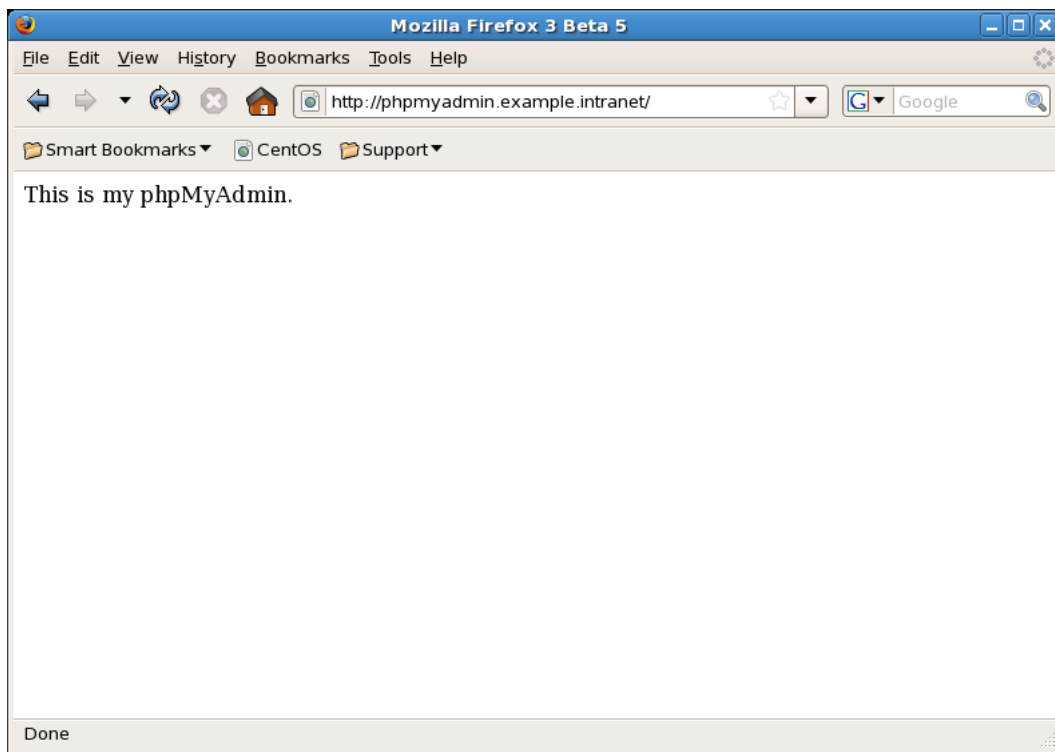 Mozilla Firefox 3 Beta 5
File Edit View History Bookmarks Tools Help
http://phpmyadmin.example.intranet/ G Google
Smart Bookmarks CentOS Support
This is my phpMyAdmin.
Done